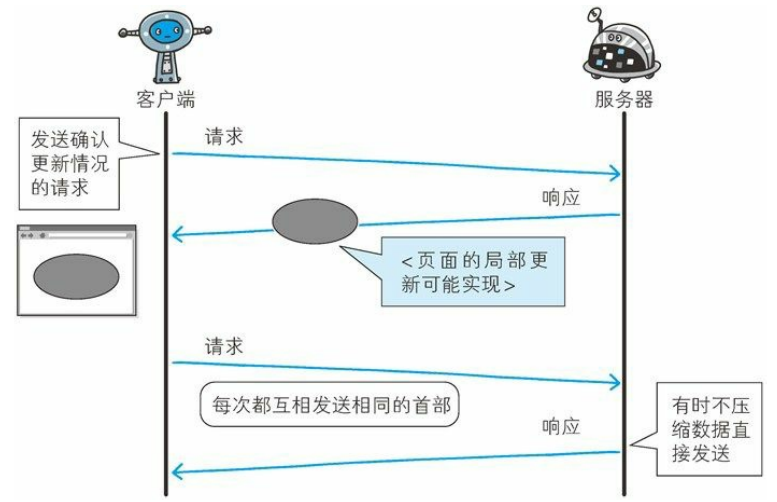 客户端
服务器
发送确认
更新情况
的请求
请求
响应
<页面的局部更
新可能实现>
请求
每次都互相发送相同的首部
响应
有时不压
缩数据直
接发送